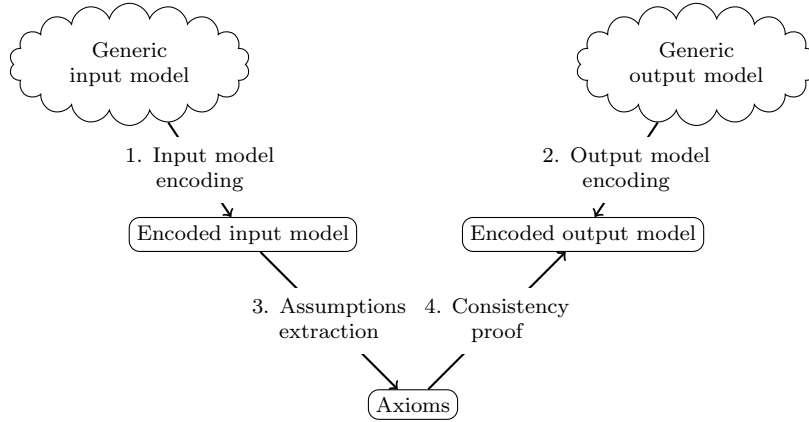 Generic
input model
Generic
output model
1. Input model
encoding
2. Output model
encoding
Encoded input model
Encoded output model
3. Assumptions
extraction
4. Consistency
proof
Axioms